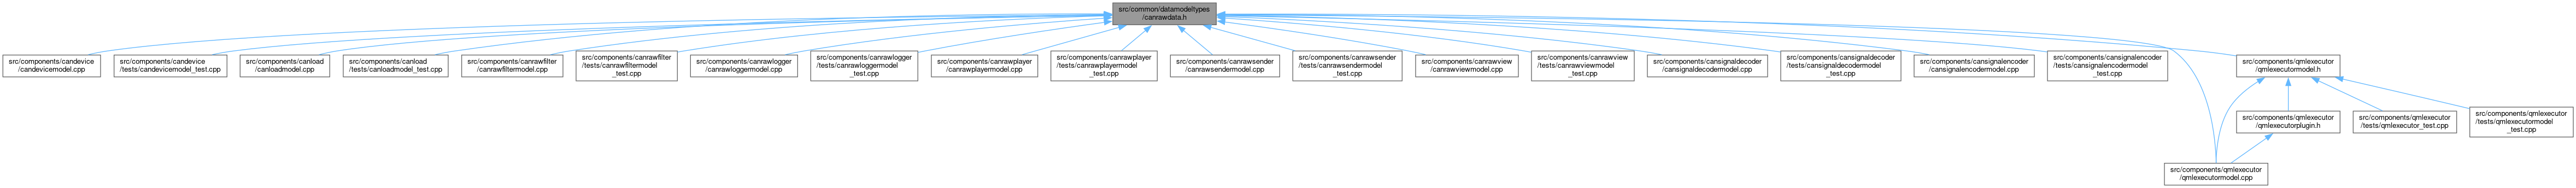 src/common/datamodeltypes
/canrawdata.h
src/components/candevice
/candevicemodel.cpp
src/components/candevice
/tests/candevicemodel_test.cpp
src/components/canload
/canloadmodel.cpp
src/components/canload
/tests/canloadmodel_test.cpp
src/components/canrawfilter
/canrawfiltermodel.cpp
src/components/canrawfilter
/tests/canrawfiltermodel
_test.cpp
src/components/canrawlogger
/canrawloggermodel.cpp
src/components/canrawlogger
/tests/canrawloggermodel
_test.cpp
src/components/canrawplayer
/canrawplayermodel.cpp
src/components/canrawplayer
/tests/canrawplayermodel
_test.cpp
src/components/canrawsender
/canrawsendermodel.cpp
src/components/canrawsender
/tests/canrawsendermodel
_test.cpp
src/components/canrawview
/canrawviewmodel.cpp
src/components/canrawview
/tests/canrawviewmodel
_test.cpp
src/components/cansignaldecoder
/cansignaldecodermodel.cpp
src/components/cansignaldecoder
/tests/cansignaldecodermodel
_test.cpp
src/components/cansignalencoder
/cansignalencodermodel.cpp
src/components/cansignalencoder
/tests/cansignalencodermodel
_test.cpp
src/components/qmlexecutor
/qmlexecutormodel.h
src/components/qmlexecutor
/qmlexecutorplugin.h
src/components/qmlexecutor
/tests/qmlexecutor_test.cpp
src/components/qmlexecutor
/tests/qmlexecutormodel
_test.cpp
src/components/qmlexecutor
/qmlexecutormodel.cpp